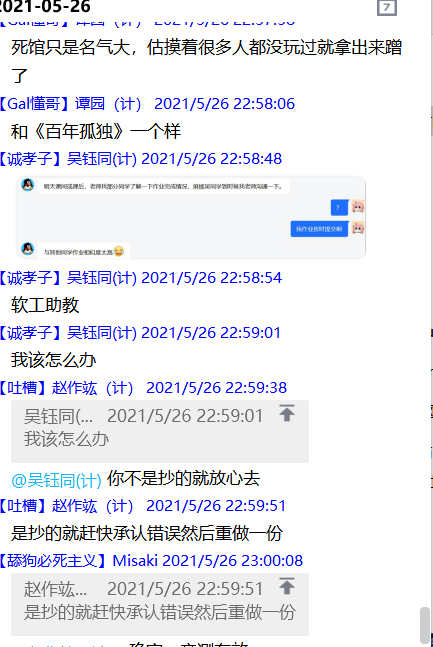 2021-05-26
7
【Gal懂哥】谭园（计） 2021/5/26 22:57:58
死馆只是名气大，估摸着很多人都没玩过就拿出来蹭
了
【Gal懂哥】谭园（计） 2021/5/26 22:58:06
和《百年孤独》一个样
【诚孝子】吴钰同(计) 2021/5/26 22:58:48
？
我作业按时提交啊
与其他同学作业相似度太高
【诚孝子】吴钰同(计) 2021/5/26 22:58:54
软工助教
【诚孝子】吴钰同(计) 2021/5/26 22:59:01
我该怎么办
【吐槽】赵作竑（计） 2021/5/26 22:59:38
吴钰同(... 2021/5/26 22:59:01
我该怎么办
@吴钰同(计) 你不是抄的就放心去
【吐槽】赵作竑（计） 2021/5/26 22:59:51
是抄的就赶快承认错误然后重做一份
【舔狗必死主义】Misaki 2021/5/26 23:00:08
赵作竑... 2021/5/26 22:59:51
是抄的就赶快承认错误然后重做一份